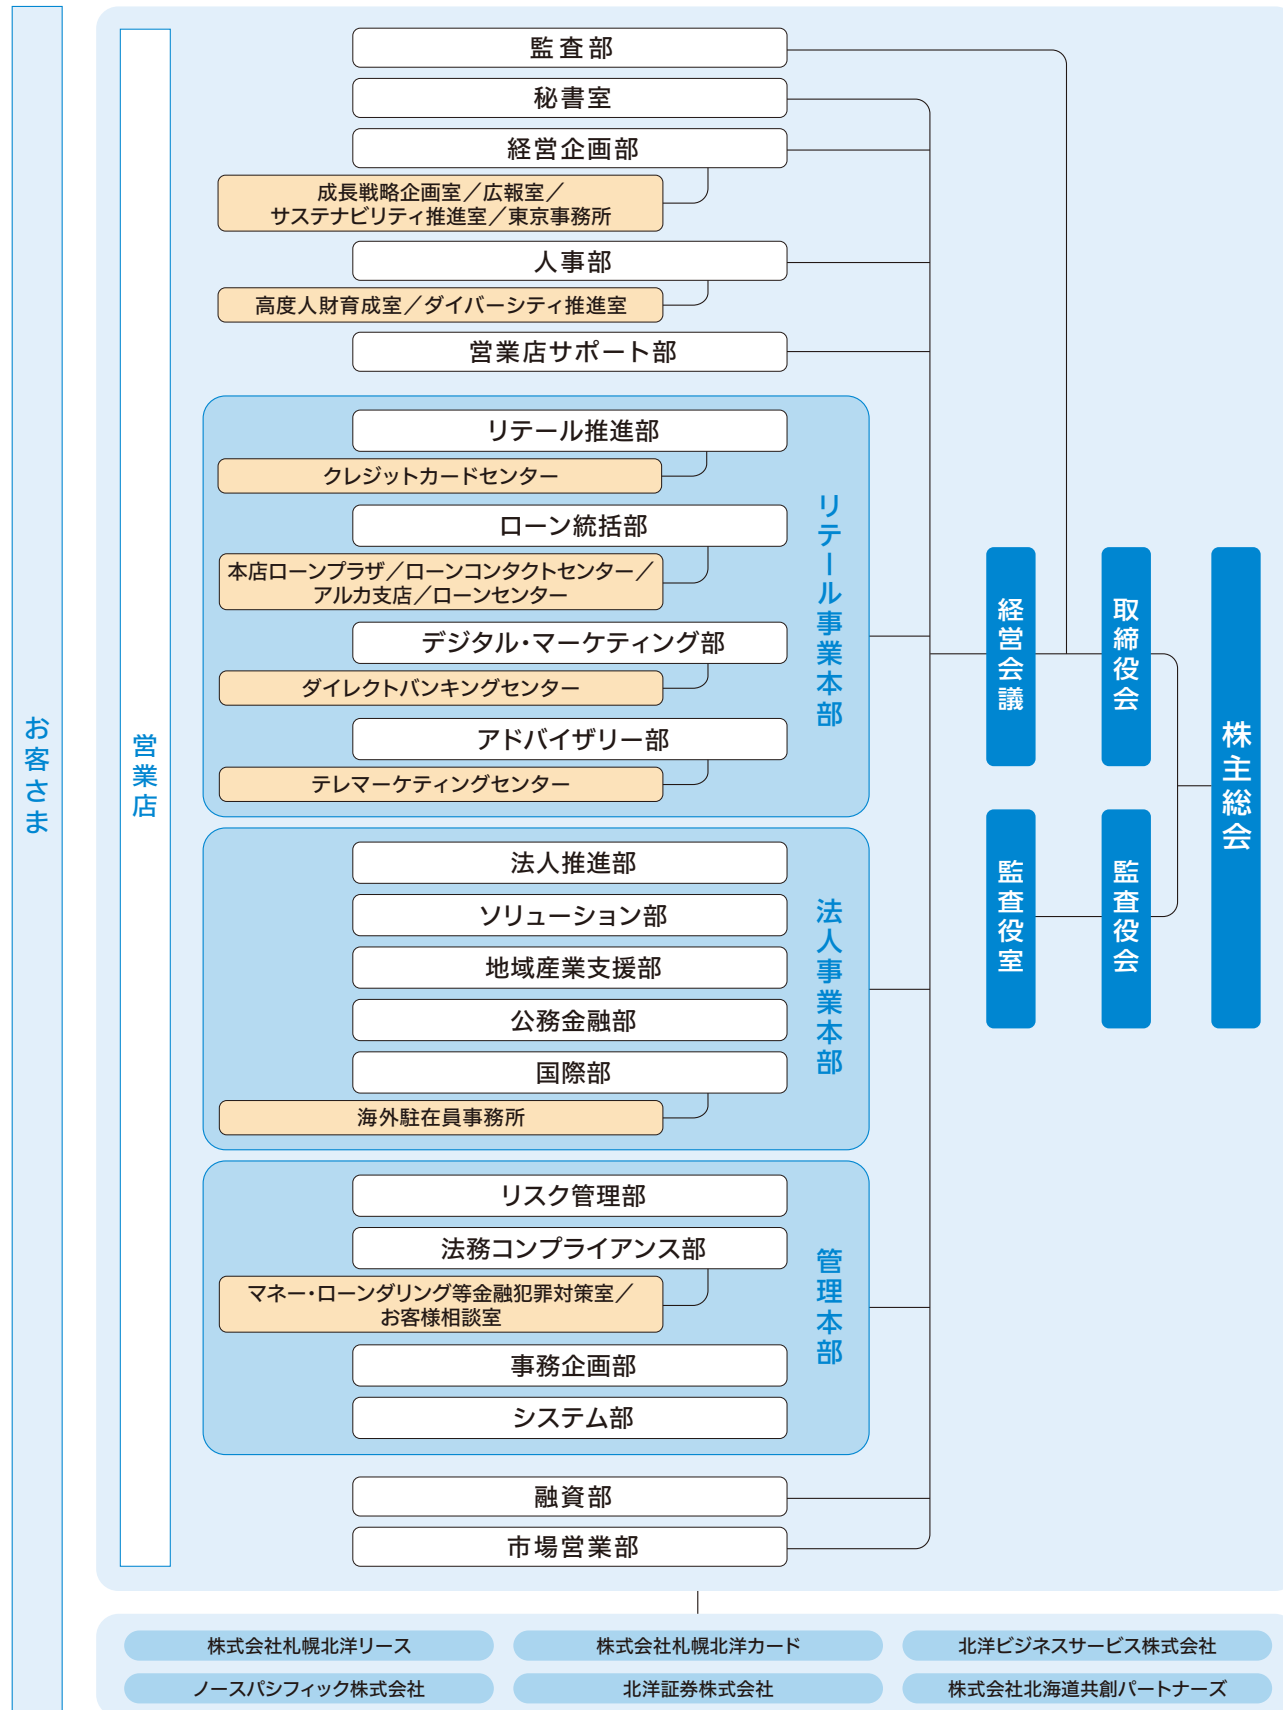 お客さま
営業店
監査部
秘書室
経営企画部
成長戦略企画室／広報室／
サステナビリティ推進室／東京事務所
人事部
高度人財育成室／ダイバーシティ推進室
営業店サポート部
リテール事業本部
リテール推進部
クレジットカードセンター
ローン統括部
本店ローンプラザ／ローンコンタクトセンター／
アルカ支店／ローンセンター
デジタル・マーケティング部
ダイレクトバンキングセンター
アドバイザリー部
テレマーケティングセンター
法人事業本部
法人推進部
ソリューション部
地域産業支援部
公務金融部
国際部
海外駐在員事務所
管理本部
リスク管理部
法務コンプライアンス部
マネー・ローンダリング等金融犯罪対策室／
お客様相談室
事務企画部
システム部
融資部
市場営業部
経営会議
取締役会
監査役室
監査役会
株主総会
株式会社札幌北洋リース
株式会社札幌北洋カード
北洋ビジネスサービス株式会社
ノースパシフィック株式会社
北洋証券株式会社
株式会社北海道共創パートナーズ